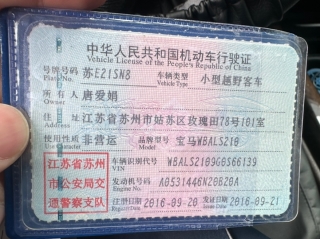 中华人民共和国机动车行驶证
Vehicle License of the People's Republic of China
号牌号码 苏E21SN8 车辆类型 小型越野客车
Plate No. Vehicle Type
所有人 唐爱娟
Owner
住址 江苏省苏州市姑苏区玫瑰田78号101室
Address
使用性质 非营运 品牌型号 宝马WBALS210
Use Character Model
江苏省苏州
市公安局交
通警察支队
车辆识别代号 WBALS2109G0S66139
VIN
发动机号码 A0531446N20B20A
Engine No.
注册日期 2016-09-20 发证日期 2016-09-21
Register Date Issue Date